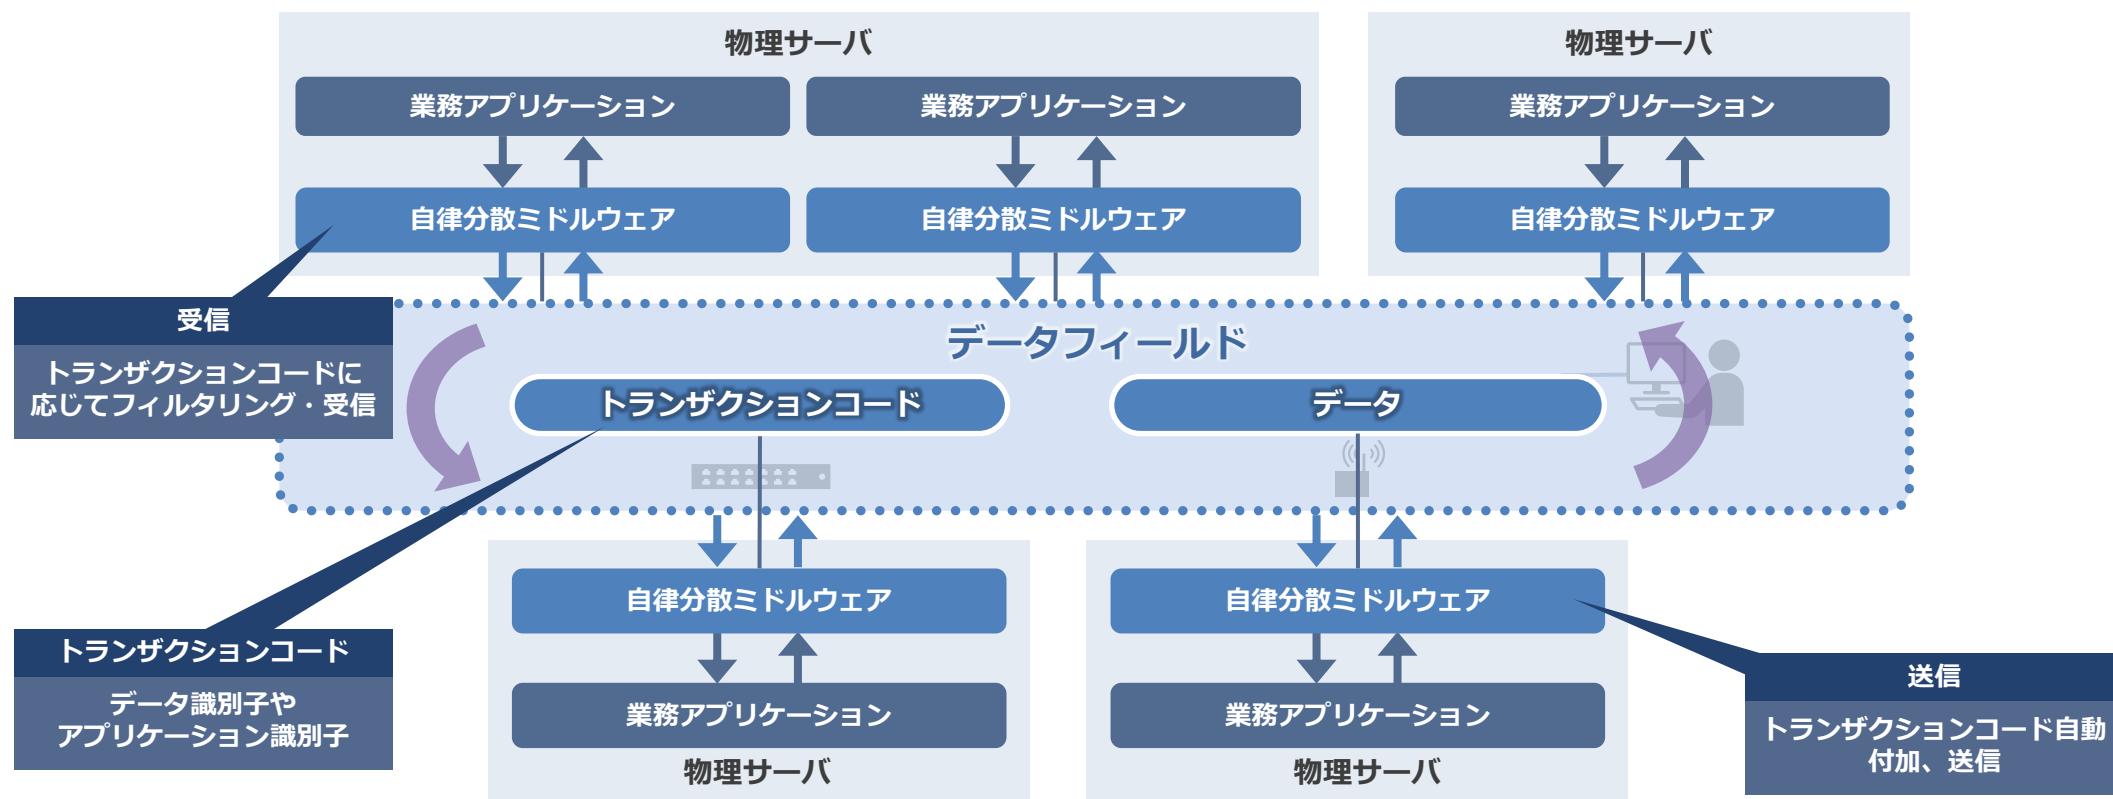 物理サーバ
物理サーバ
業務アプリケーション
業務アプリケーション
業務アプリケーション
自律分散ミドルウェア
自律分散ミドルウェア
自律分散ミドルウェア
受信
トランザクションコードに
応じてフィルタリング・受信
データフィールド
トランザクションコード
データ
自律分散ミドルウェア
自律分散ミドルウェア
トランザクションコード
データ識別子や
アプリケーション識別子
送信
トランザクションコード自動
付加、送信
業務アプリケーション
業務アプリケーション
物理サーバ
物理サーバ